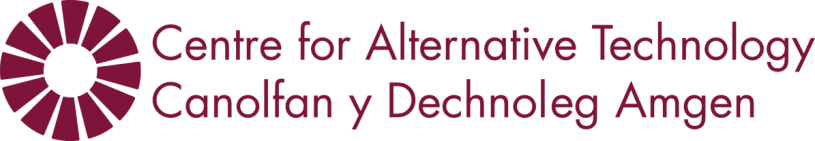 Centre for Alternative Technology
Canolfan y Dechnoleg Amgen